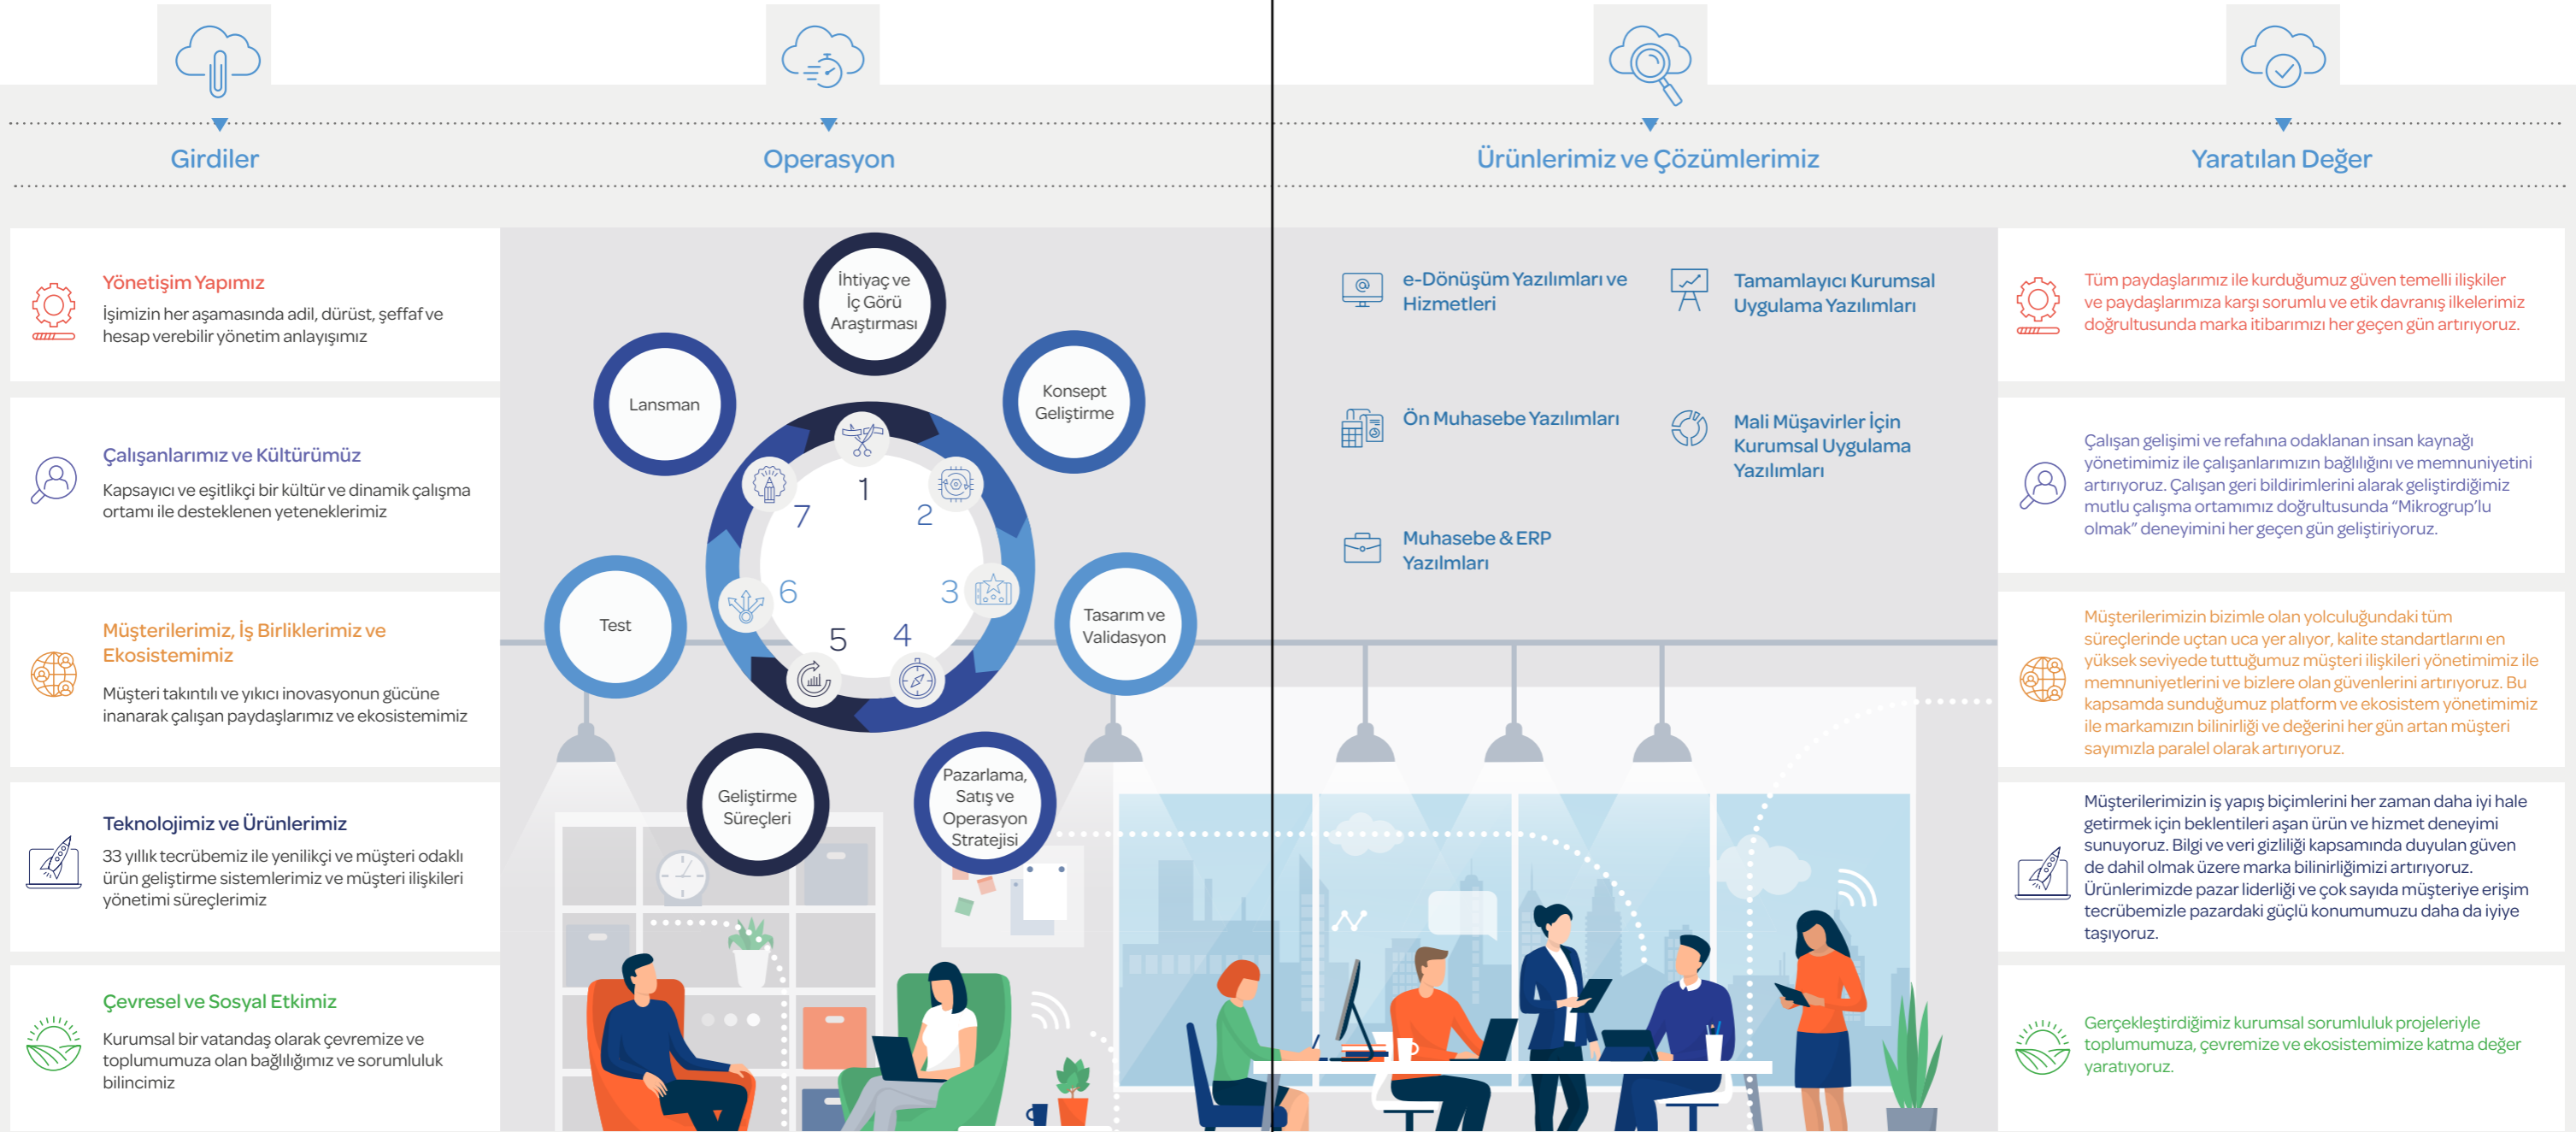 Girdiler
Operasyon
Ürünlerimiz ve Çözümlerimiz
Yaratılan Değer
Yönetişim Yapımız
İşimizin her aşamasında adil, dürüst, şeffaf ve
hesap verebilir yönetim anlayışımız
Çalışanlarımız ve Kültürümüz
Kapsayıcı ve eşitlikçi bir kültür ve dinamik çalışma
ortamı ile desteklenen yeteneklerimiz
Müşterilerimiz, İş Birliklerimiz ve
Ekosistemimiz
Müşteri takıntılı ve yıkıcı inovasyonun gücüne
inanarak çalışan paydaşlarımız ve ekosistemimiz
Teknolojimiz ve Ürünlerimiz
33 yıllık tecrübemiz ile yenilikçi ve müşteri odaklı
ürün geliştirme sistemlerimiz ve müşteri ilişkileri
yönetimi süreçlerimiz
Çevresel ve Sosyal Etkimiz
Kurumsal bir vatandaş olarak çevremize ve
toplumumuza olan bağlılığımız ve sorumluluk
bilincimiz
İhtiyaç ve
İç Görü
Araştırması
Konsept
Geliştirme
Tasarım ve
Validasyon
Pazarlama,
Satış ve
Operasyon
Stratejisi
Geliştirme
Süreçleri
Test
Lansman
1
2
3
4
5
6
7
e-Dönüşüm Yazılımları ve
Hizmetleri
Tamamlayıcı Kurumsal
Uygulama Yazılımları
Ön Muhasebe Yazılımları
Mali Müşavirler İçin
Kurumsal Uygulama
Yazılımları
Muhasebe & ERP
Yazılmları
Tüm paydaşlarımız ile kurduğumuz güven temelli ilişkiler
ve paydaşlarımıza karşı sorumlu ve etik davranış ilkelerimiz
doğrultusunda marka itibarımızı her geçen gün artırıyoruz.
Çalışan gelişimi ve refahına odaklanan insan kaynağı
yönetimimiz ile çalışanlarımızın bağlılığını ve memnuniyetini
artırıyoruz. Çalışan geri bildirimlerini alarak geliştirdiğimiz
mutlu çalışma ortamımız doğrultusunda “Mikrogrup’lu
olmak” deneyimini her geçen gün geliştiriyoruz.
Müşterilerimizin bizimle olan yolculuğundaki tüm
süreçlerinde uçtan uca yer alıyor, kalite standartlarını en
yüksek seviyede tuttuğumuz müşteri ilişkileri yönetimimiz ile
memnuniyetlerini ve bizlere olan güvenlerini artırıyoruz. Bu
kapsamda sunduğumuz platform ve ekosistem yönetimimiz
ile markamızın bilinirliği ve değerini her gün artan müşteri
sayımızla paralel olarak artırıyoruz.
Müşterilerimizin iş yapış biçimlerini her zaman daha iyi hale
getirmek için beklentileri aşan ürün ve hizmet deneyimi
sunuyoruz. Bilgi ve veri gizliliği kapsamında duyulan güven
de dahil olmak üzere marka bilinirliğimizi artırıyoruz.
Ürünlerimizde pazar liderliği ve çok sayıda müşteriye erişim
tecrübemizle pazardaki güçlü konumumuzu daha da iyiye
taşıyoruz.
Gerçekleştirdiğimiz kurumsal sorumluluk projeleriyle
toplumumuza, çevremize ve ekosistemimize katma değer
yaratıyoruz.